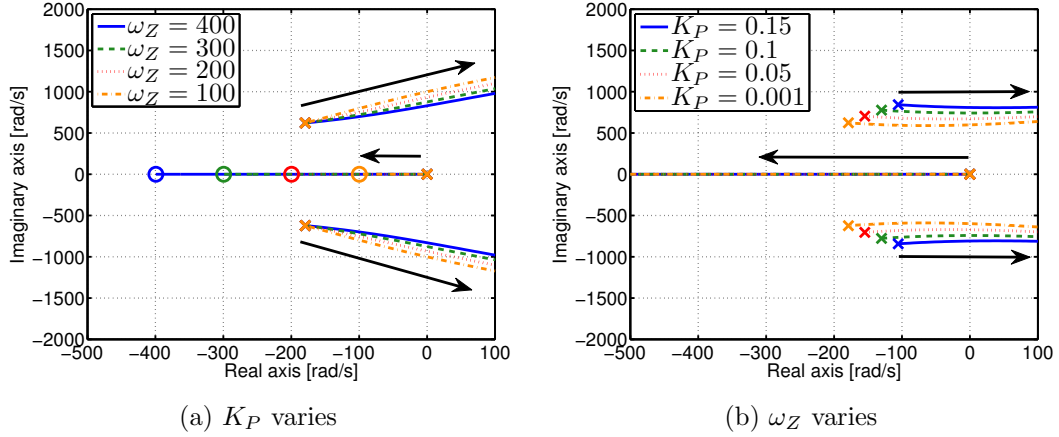 2000
1500
1000
500
0
−500
−1000
−1500
−2000
−500 −400 −300 −200 −100 0 100
Imaginary axis [rad/s]
Real axis [rad/s]
ω_Z = 400
ω_Z = 300
ω_Z = 200
ω_Z = 100
(a) K_P varies
2000
1500
1000
500
0
−500
−1000
−1500
−2000
−500 −400 −300 −200 −100 0 100
Imaginary axis [rad/s]
Real axis [rad/s]
K_P = 0.15
K_P = 0.1
K_P = 0.05
K_P = 0.001
(b) ω_Z varies